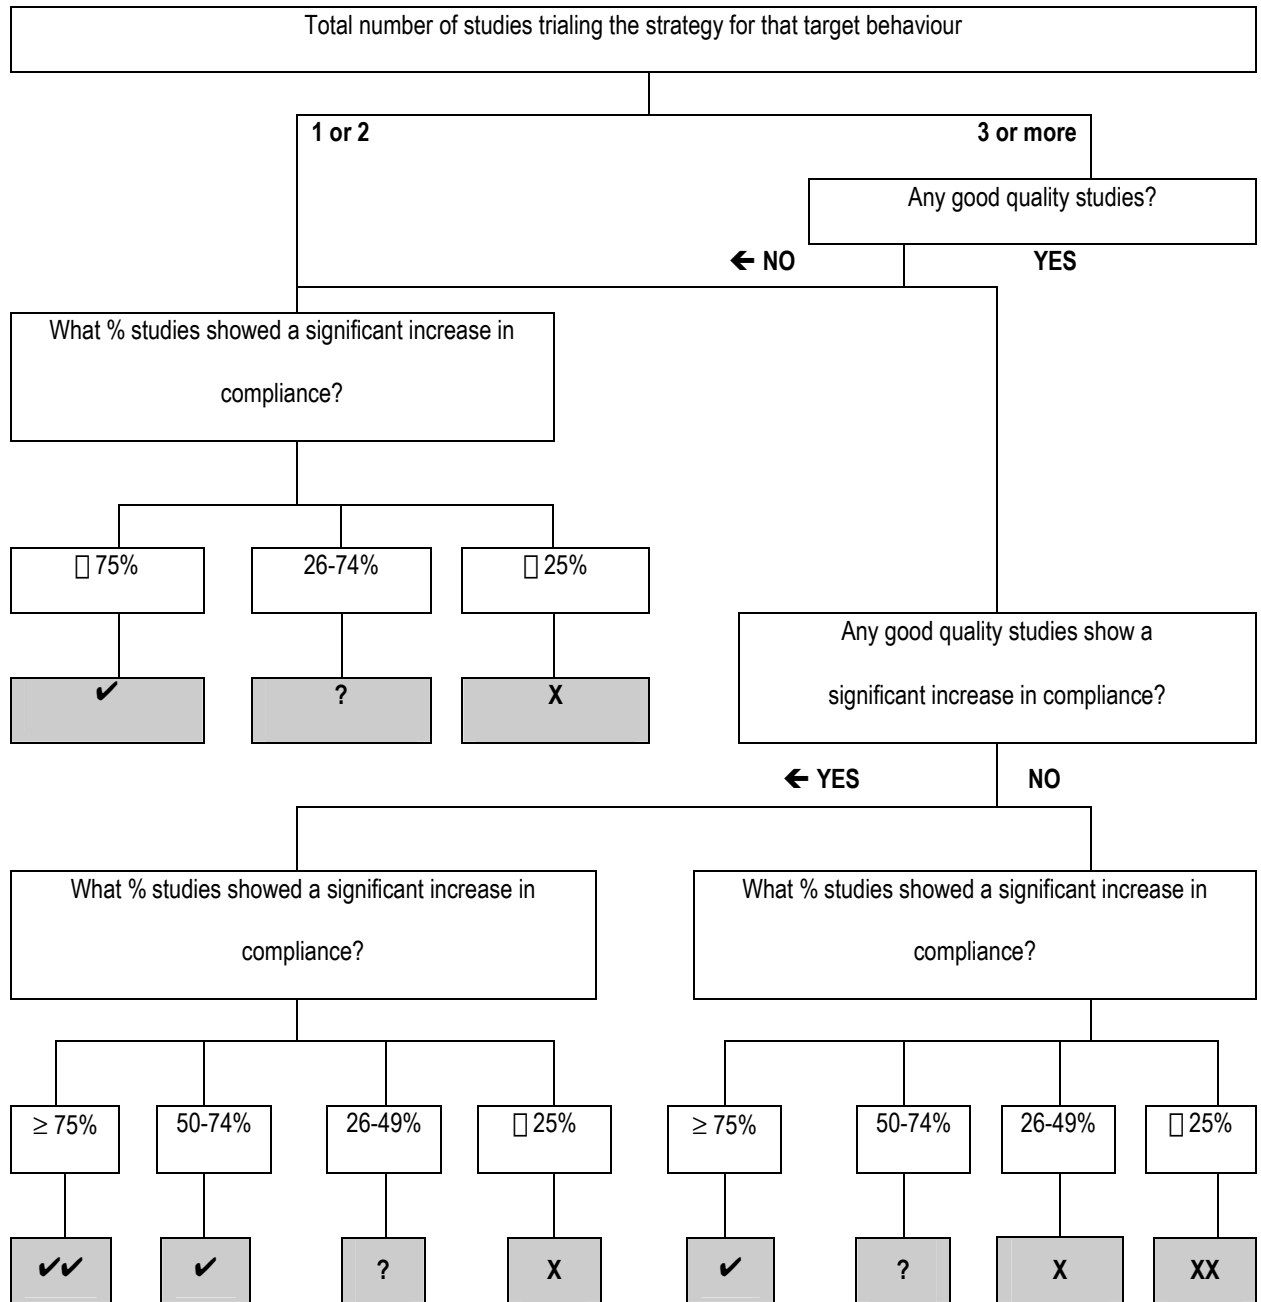 Total number of studies trialing the strategy for that target behaviour
1 or 2
3 or more
Any good quality studies?
🡸 NO
YES
What % studies showed a significant increase in
compliance?
▯ 75%
26-74%
▯ 25%
✔
?
X
Any good quality studies show a
significant increase in compliance?
🡸 YES
NO
What % studies showed a significant increase in
compliance?
What % studies showed a significant increase in
compliance?
≥ 75%
50-74%
26-49%
▯ 25%
≥ 75%
50-74%
26-49%
▯ 25%
✔✔
✔
?
X
✔
?
X
XX